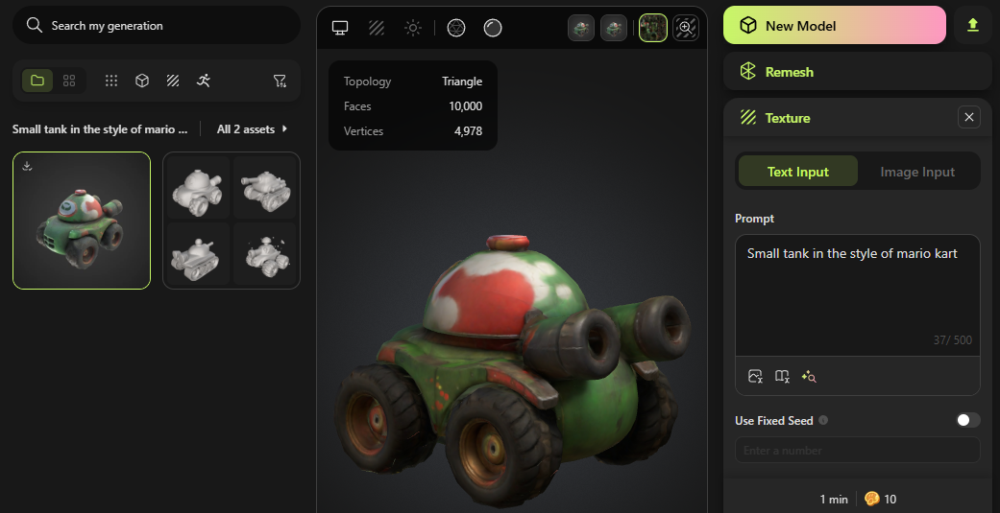 Search my generation
Small tank in the style of mario ...
All 2 assets
Topology Triangle
Faces 10,000
Vertices 4,978
New Model
Remesh
Texture
Text Input
Image Input
Prompt
Small tank in the style of mario kart
37/ 500
Use Fixed Seed
Enter a number
1 min
10